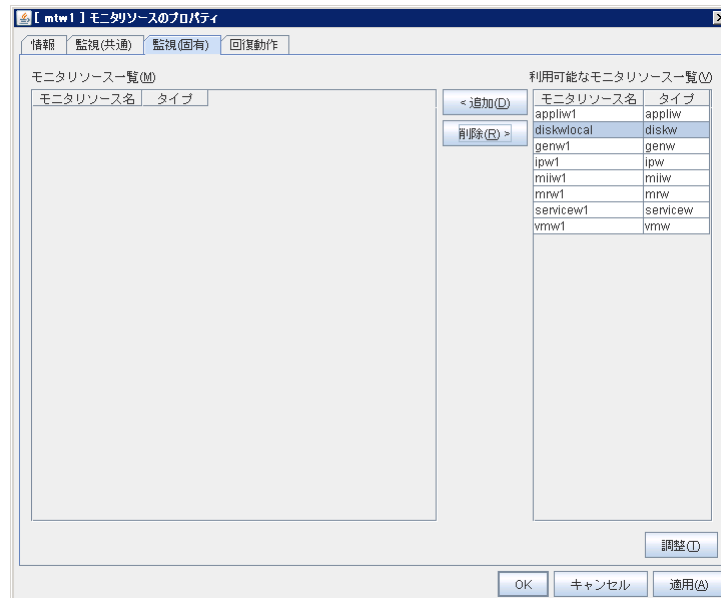 [ mtw1 ] モニタリソースのプロパティ
情報 監視(共通) 監視(固有) 回復動作
モニタリソース一覧(M) 利用可能なモニタリソース一覧(V)
モニタリソース名 タイプ < 追加(D) モニタリソース名 タイプ
appliw1 appliw
削除(R) > diskwlocal diskw
genw1 genw
ipw1 ipw
miiw1 miiw
mrw1 mrw
servicew1 servicew
vmw1 vmw
調整(T)
OK キャンセル 適用(A)